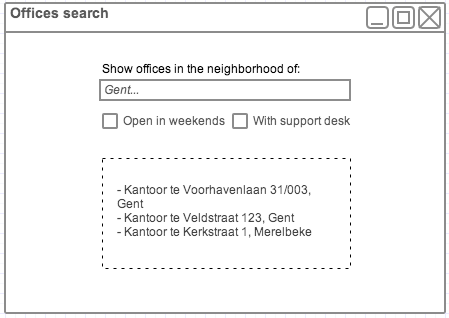 Offices search
Show offices in the neighborhood of:
Gent...
Open in weekends With support desk
- Kantoor te Voorhavenlaan 31/003,
Gent
- Kantoor te Veldstraat 123, Gent
- Kantoor te Kerkstraat 1, Merelbeke